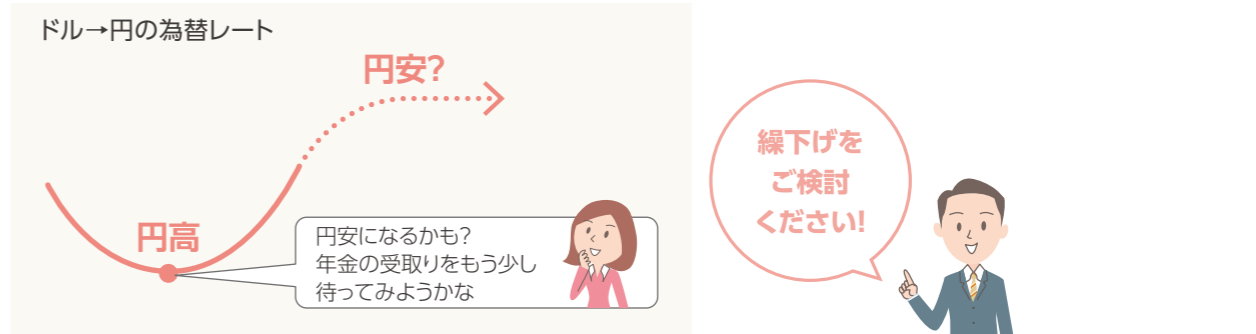 ドル→円の為替レート
円安?
円高
円安になるかも?
年金の受取りをもう少し
待ってみようかな
繰下げを
ご検討
ください!